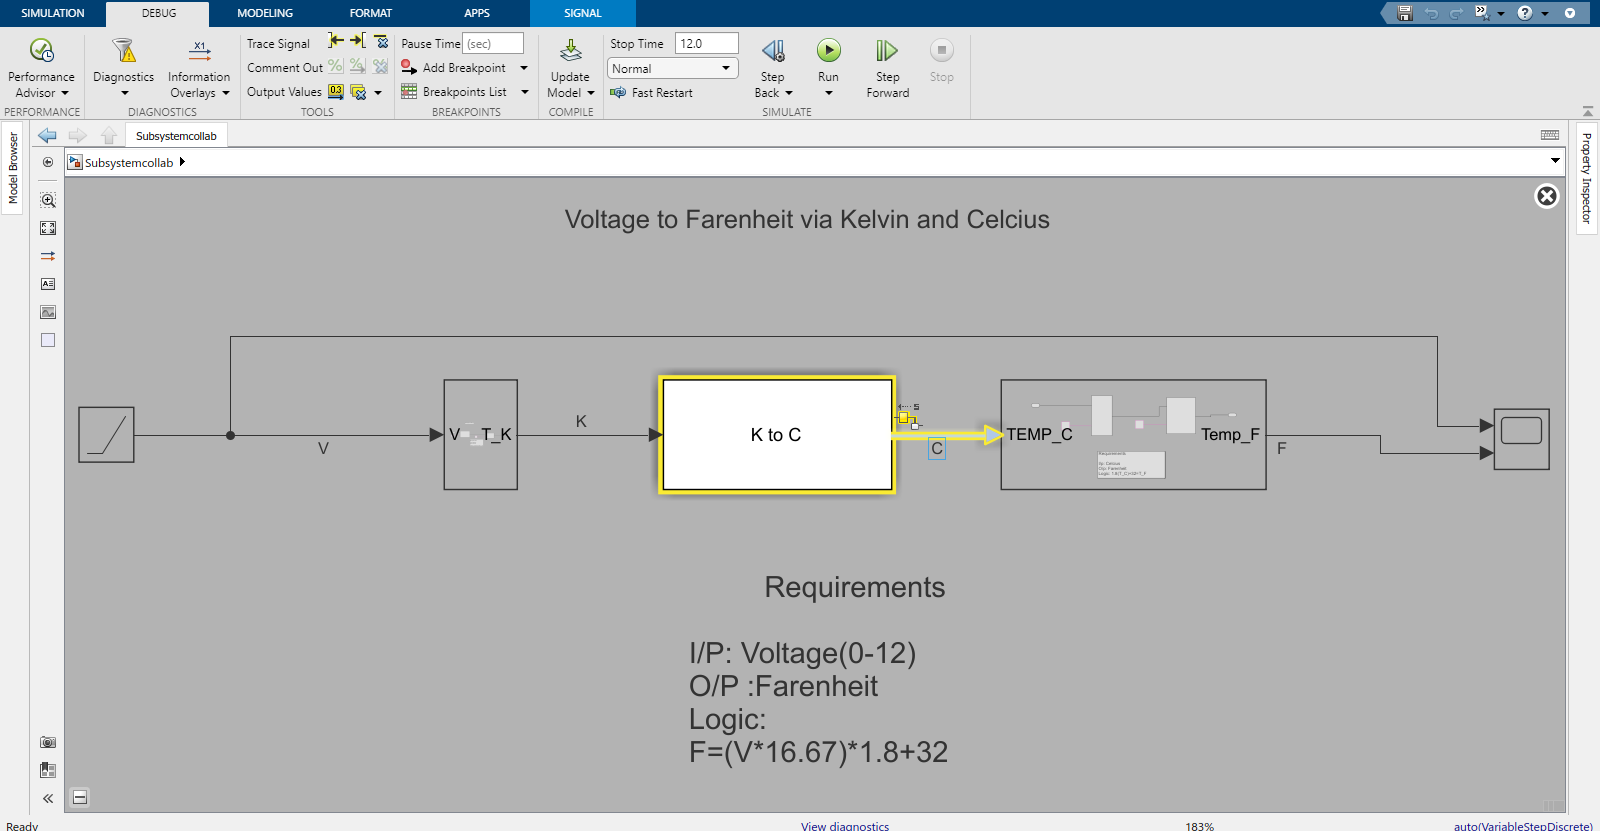 SIMULATION DEBUG MODELING FORMAT APPS SIGNAL
Performance Advisor
PERFORMANCE
Diagnostics
Information Overlays
DIAGNOSTICS
Trace Signal
Comment Out
Output Values 0.3
TOOLS
Pause Time (sec)
Add Breakpoint
Breakpoints List
BREAKPOINTS
Update Model
COMPILE
Stop Time 12.0
Normal
Fast Restart
Step Back
Run
Step Forward
Stop
SIMULATE
Model Browser
Subsystemcollab
Property Inspector
Subsystemcollab
Voltage to Farenheit via Kelvin and Celcius
V
V T_K
K
K to C
S
C
TEMP_C Temp_F
Requirements
F
Requirements
I/P: Voltage(0-12)
O/P :Farenheit
Logic:
F=(V*16.67)*1.8+32
Ready View diagnostics 183% auto(VariableStepDiscrete)